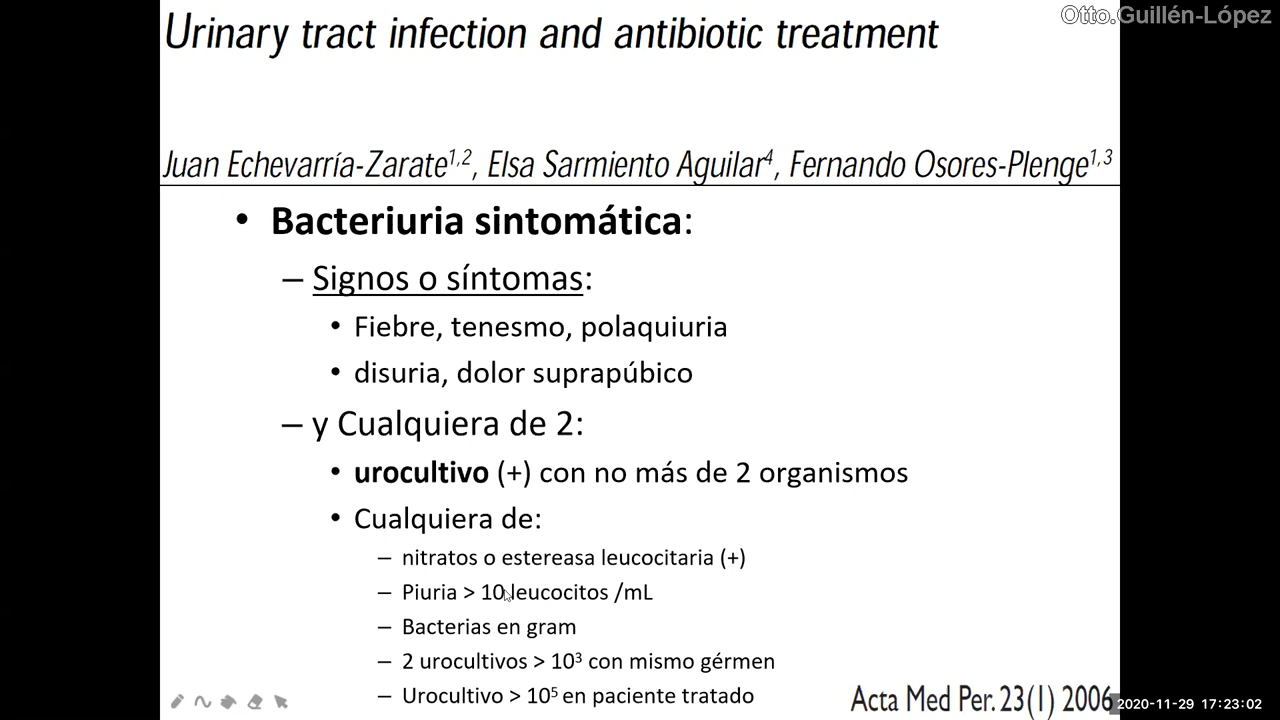 Otto.Guillén-López
Urinary tract infection and antibiotic treatment
Juan Echevarría-Zarate1,2, Elsa Sarmiento Aguilar4, Fernando Osores-Plenge1,3
• Bacteriuria sintomática:
– Signos o síntomas:
• Fiebre, tenesmo, polaquiuria
• disuria, dolor suprapúbico
– y Cualquiera de 2:
• urocultivo (+) con no más de 2 organismos
• Cualquiera de:
– nitratos o estereasa leucocitaria (+)
– Piuria > 10 leucocitos /mL
– Bacterias en gram
– 2 urocultivos > 10³ con mismo gérmen
– Urocultivo > 10⁵ en paciente tratado
Acta Med Per. 23(1) 2006
2020-11-29 17:23:02